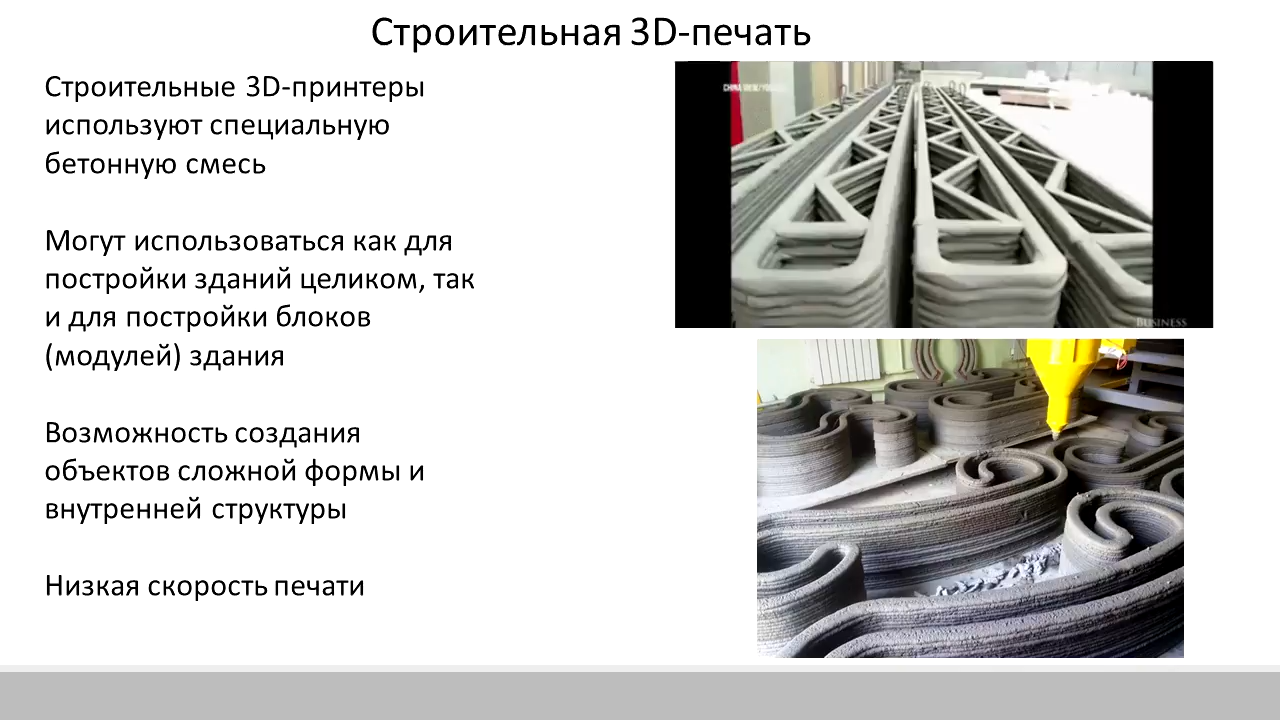 Строительная 3D-печать
Строительные 3D-принтеры
используют специальную
бетонную смесь
Могут использоваться как для
постройки зданий целиком, так
и для постройки блоков
(модулей) здания
Возможность создания
объектов сложной формы и
внутренней структуры
Низкая скорость печати
BUSINESS